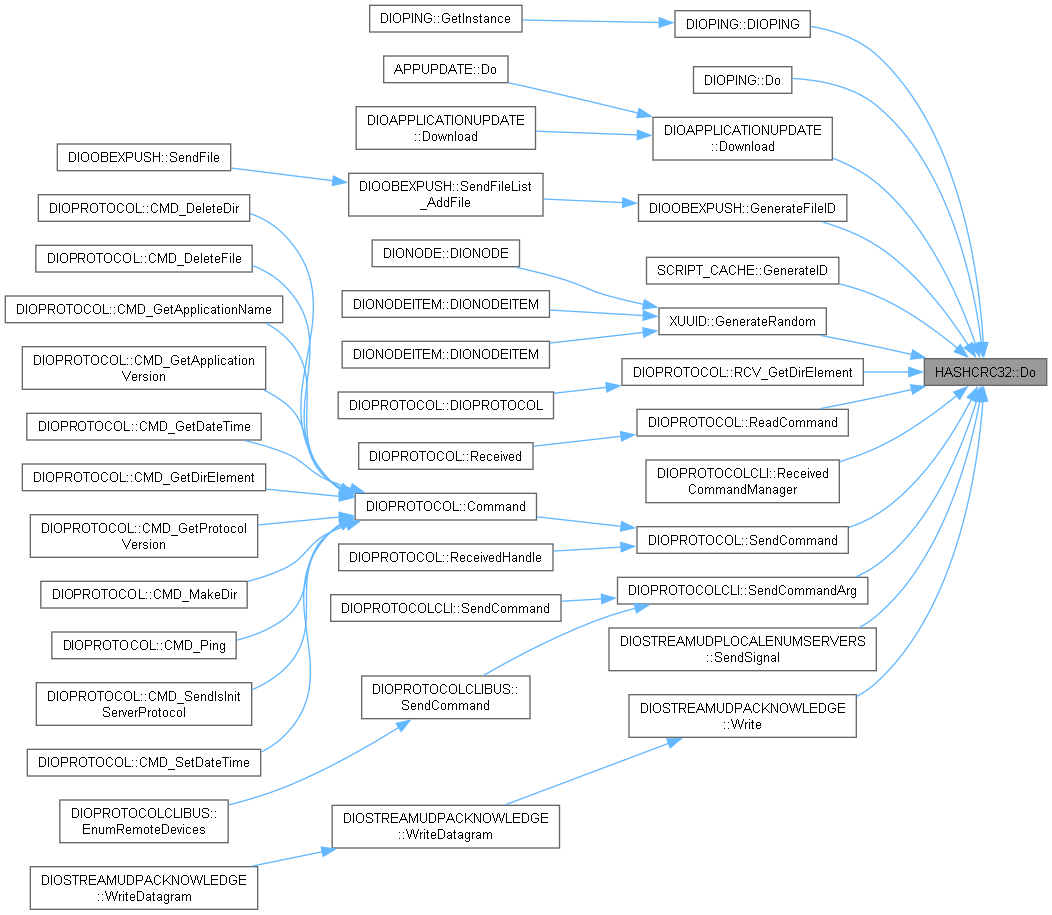 DIOPING::GetInstance
DIOPING::DIOPING
APPUPDATE::Do
DIOPING::Do
DIOAPPLICATIONUPDATE
::Download
DIOAPPLICATIONUPDATE
::Download
DIOOBEXPUSH::SendFile
DIOOBEXPUSH::SendFileList
_AddFile
DIOOBEXPUSH::GenerateFileID
DIOPROTOCOL::CMD_DeleteDir
DIONODE::DIONODE
DIOPROTOCOL::CMD_DeleteFile
SCRIPT_CACHE::GenerateID
DIOPROTOCOL::CMD_GetApplicationName
DIONODEITEM::DIONODEITEM
XUUID::GenerateRandom
DIONODEITEM::DIONODEITEM
DIOPROTOCOL::CMD_GetApplication
Version
DIOPROTOCOL::RCV_GetDirElement
HASHCRC32::Do
DIOPROTOCOL::DIOPROTOCOL
DIOPROTOCOL::CMD_GetDateTime
DIOPROTOCOL::ReadCommand
DIOPROTOCOL::Received
DIOPROTOCOL::CMD_GetDirElement
DIOPROTOCOLCLI::Received
CommandManager
DIOPROTOCOL::Command
DIOPROTOCOL::CMD_GetProtocol
Version
DIOPROTOCOL::SendCommand
DIOPROTOCOL::ReceivedHandle
DIOPROTOCOL::CMD_MakeDir
DIOPROTOCOLCLI::SendCommandArg
DIOPROTOCOLCLI::SendCommand
DIOPROTOCOL::CMD_Ping
DIOSTREAMUDPLOCALENUMSERVERS
::SendSignal
DIOPROTOCOL::CMD_SendIsInit
ServerProtocol
DIOPROTOCOLCLIBUS::
SendCommand
DIOSTREAMUDPACKNOWLEDGE
::Write
DIOPROTOCOL::CMD_SetDateTime
DIOPROTOCOLCLIBUS::
EnumRemoteDevices
DIOSTREAMUDPACKNOWLEDGE
::WriteDatagram
DIOSTREAMUDPACKNOWLEDGE
::WriteDatagram